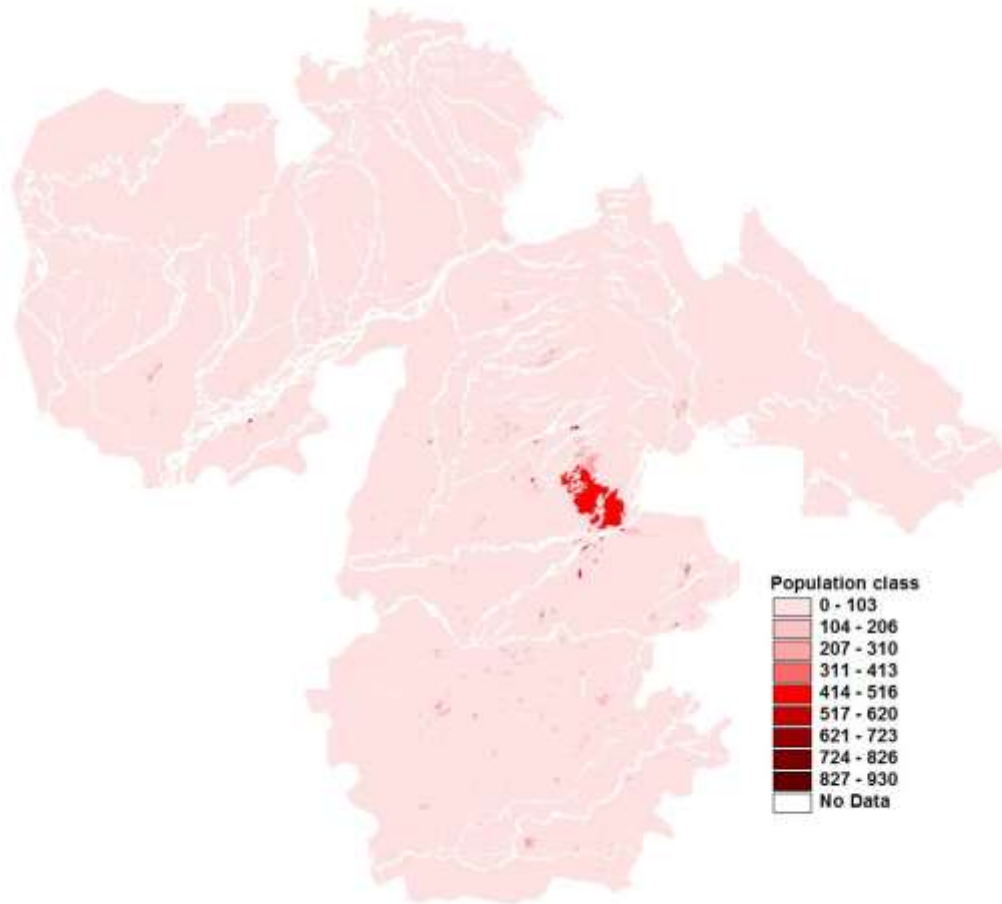 Population class
0 - 103
104 - 206
207 - 310
311 - 413
414 - 516
517 - 620
621 - 723
724 - 826
827 - 930
No Data